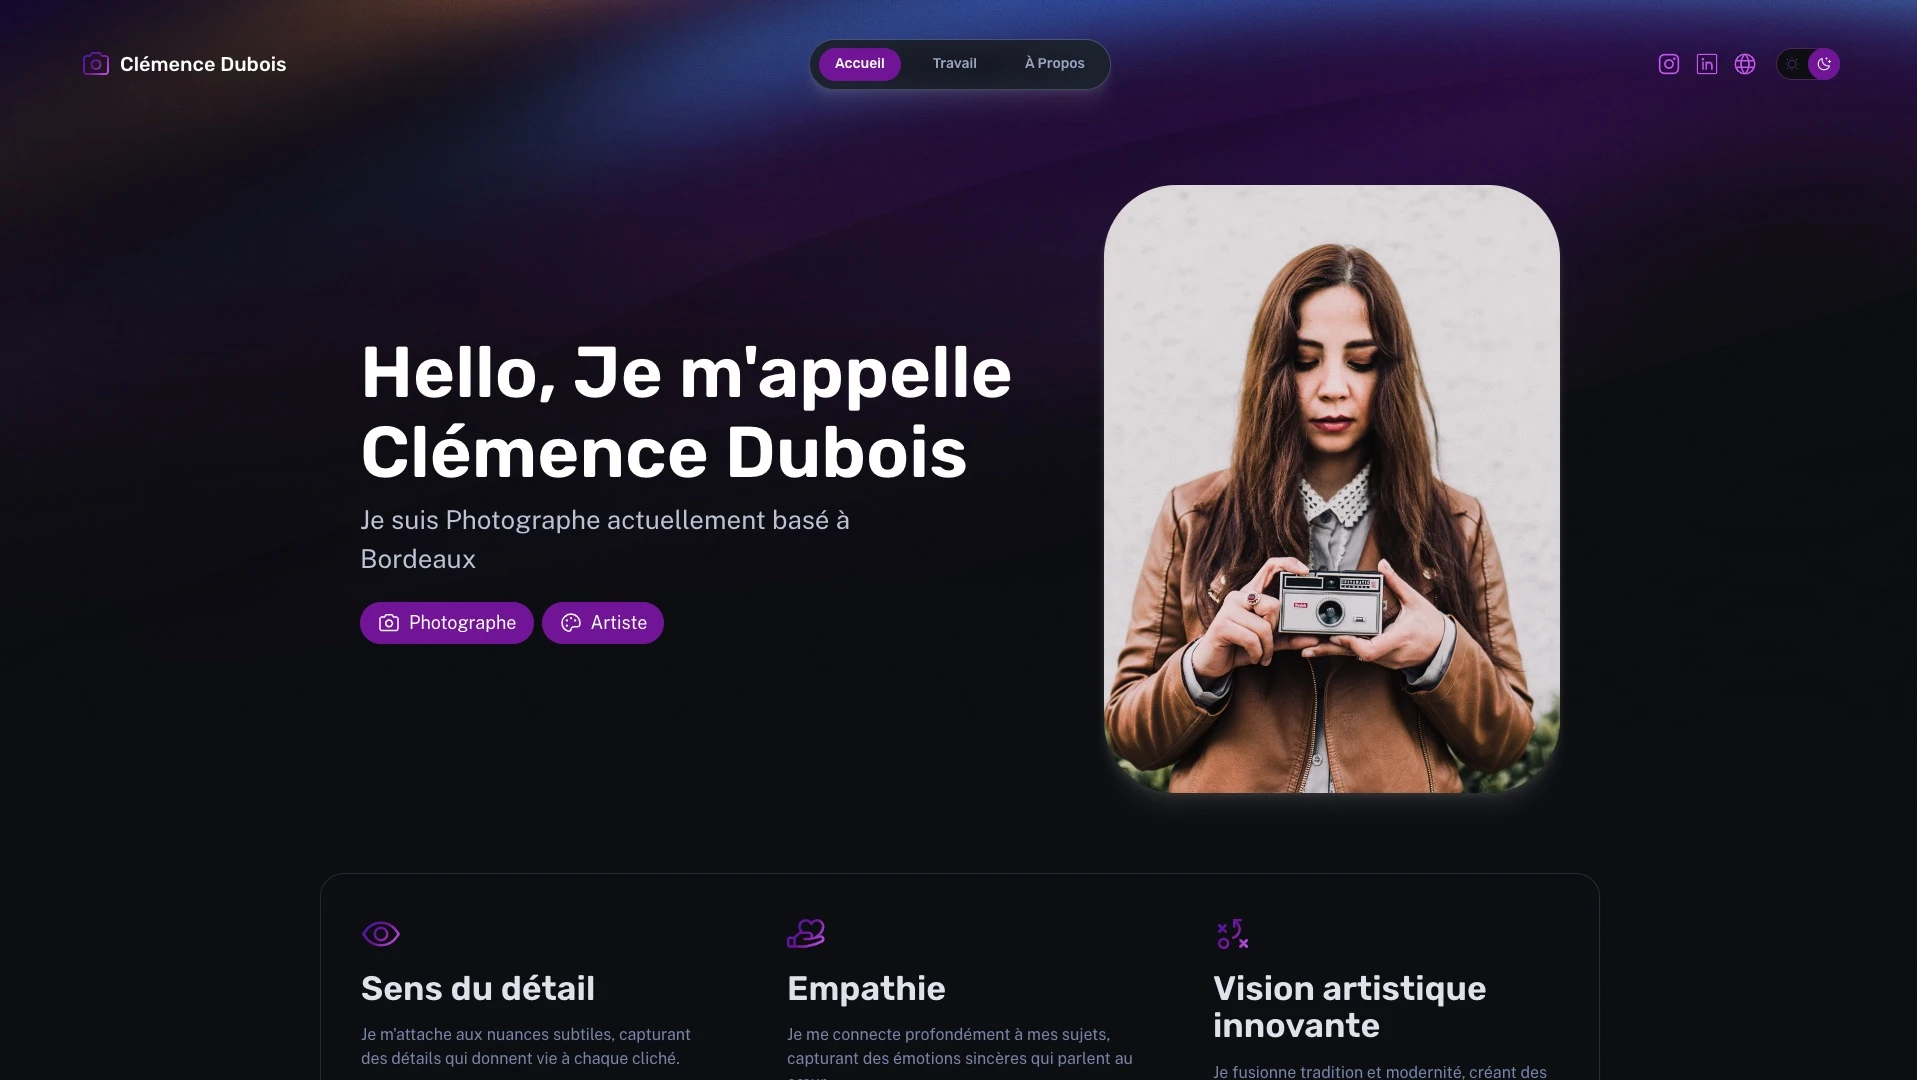 Clémence Dubois
Accueil
Travail
À Propos
Hello, Je m'appelle
Clémence Dubois
Je suis Photographe actuellement basé à
Bordeaux
Photographe
Artiste
Sens du détail
Je m'attache aux nuances subtiles, capturant
des détails qui donnent vie à chaque cliché.
Empathie
Je me connecte profondément à mes sujets,
capturant des émotions sincères qui parlent au
Vision artistique
innovante
Je fusionne tradition et modernité, créant des